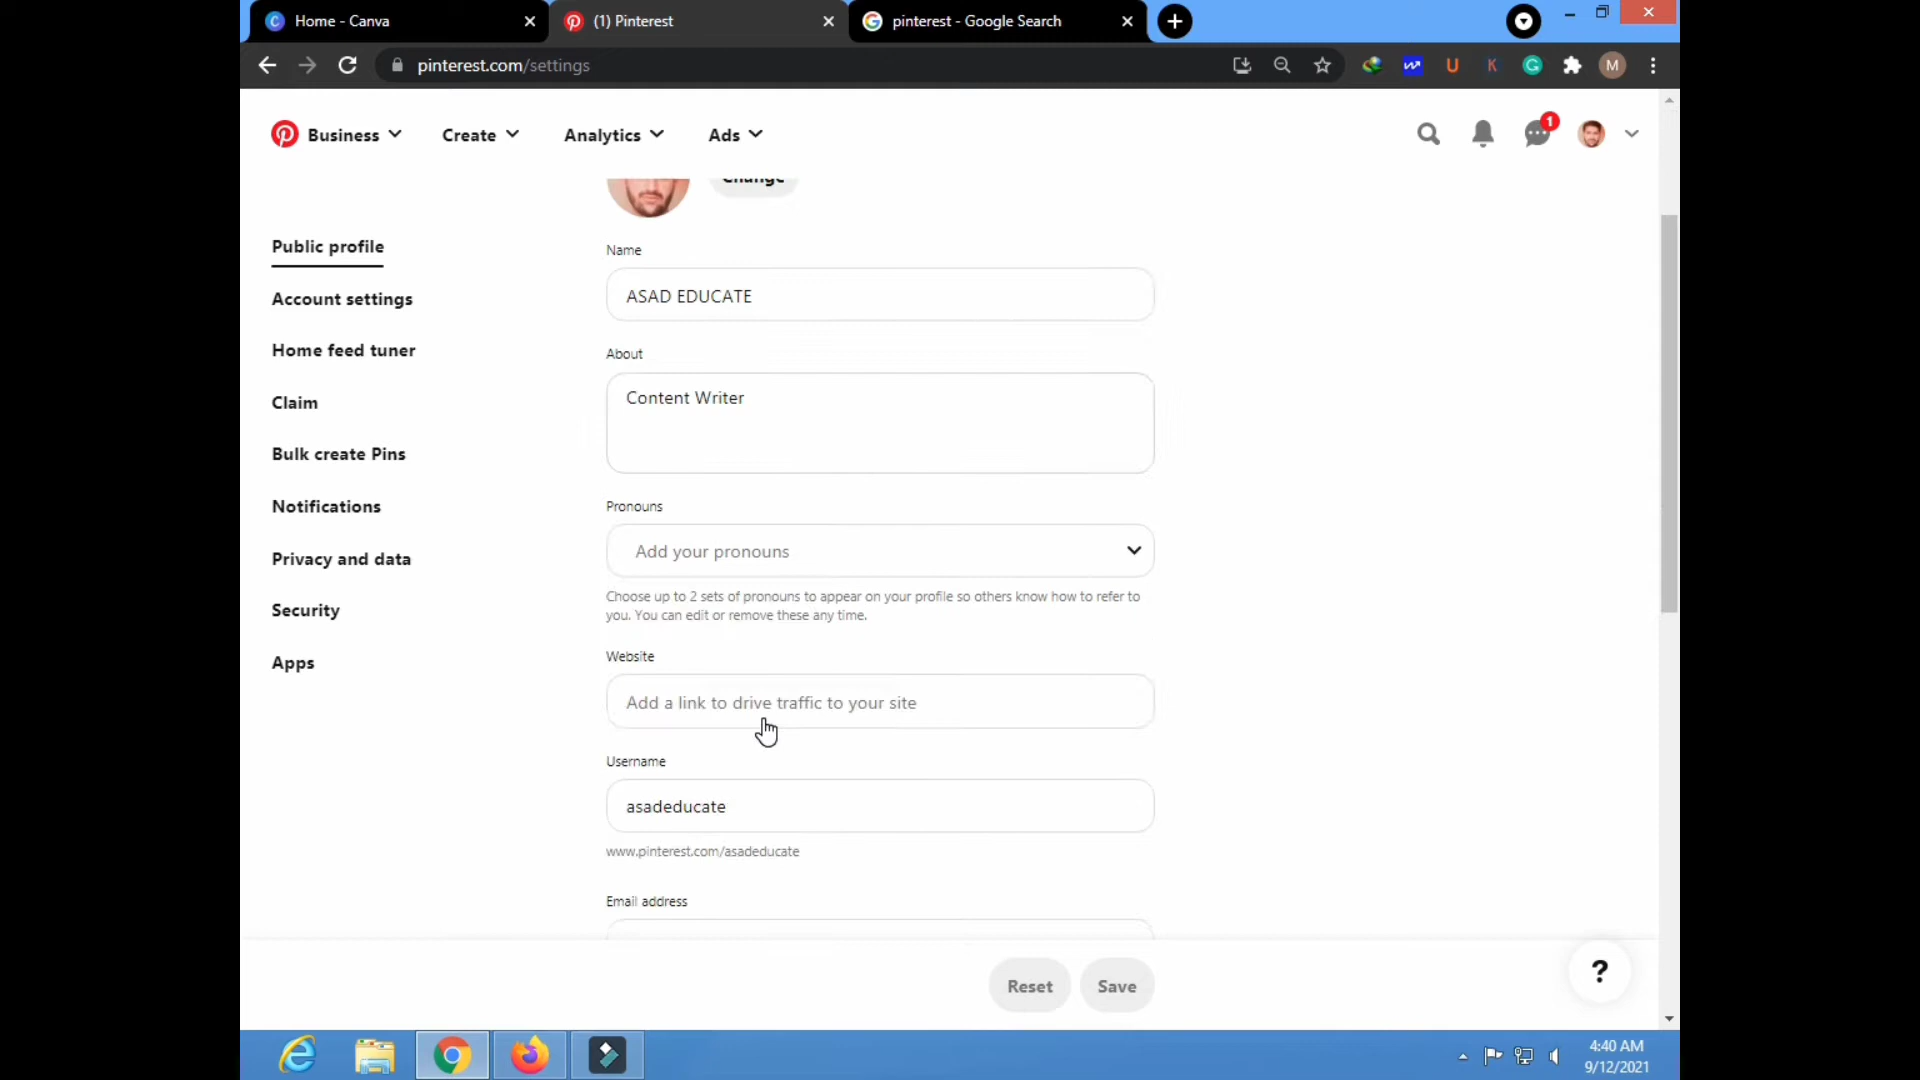 Home - Canva
(1) Pinterest
pinterest - Google Search
pinterest.com/settings
M
Business
Create
Analytics
Ads
1
Change
Public profile
Account settings
Home feed tuner
Claim
Bulk create Pins
Notifications
Privacy and data
Security
Apps
Name
ASAD EDUCATE
About
Content Writer
Pronouns
Add your pronouns
Choose up to 2 sets of pronouns to appear on your profile so others know how to refer to
you. You can edit or remove these any time.
Website
Add a link to drive traffic to your site
Username
asadeducate
www.pinterest.com/asadeducate
Email address
Reset
Save
?
4:40 AM
9/12/2021